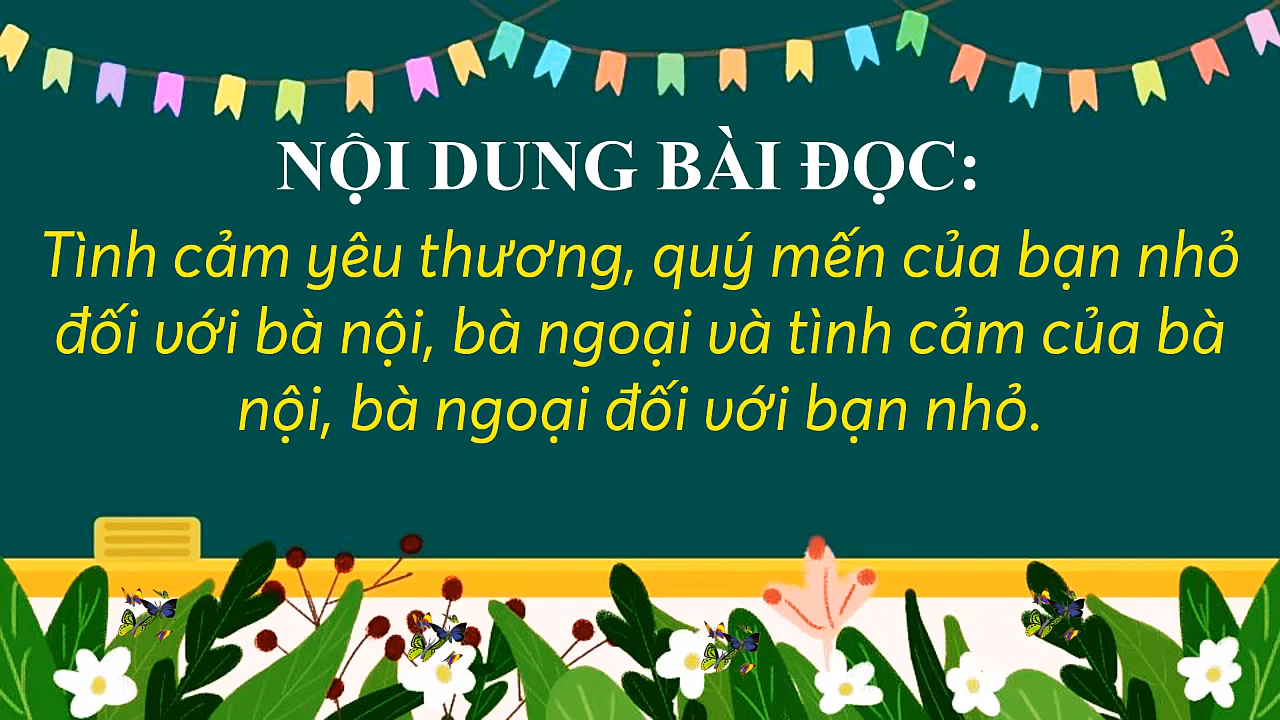 NỘI DUNG BÀI ĐỌC:
Tình cảm yêu thương, quý mến của bạn nhỏ
đối với bà nội, bà ngoại và tình cảm của bà
nội, bà ngoại đối với bạn nhỏ.